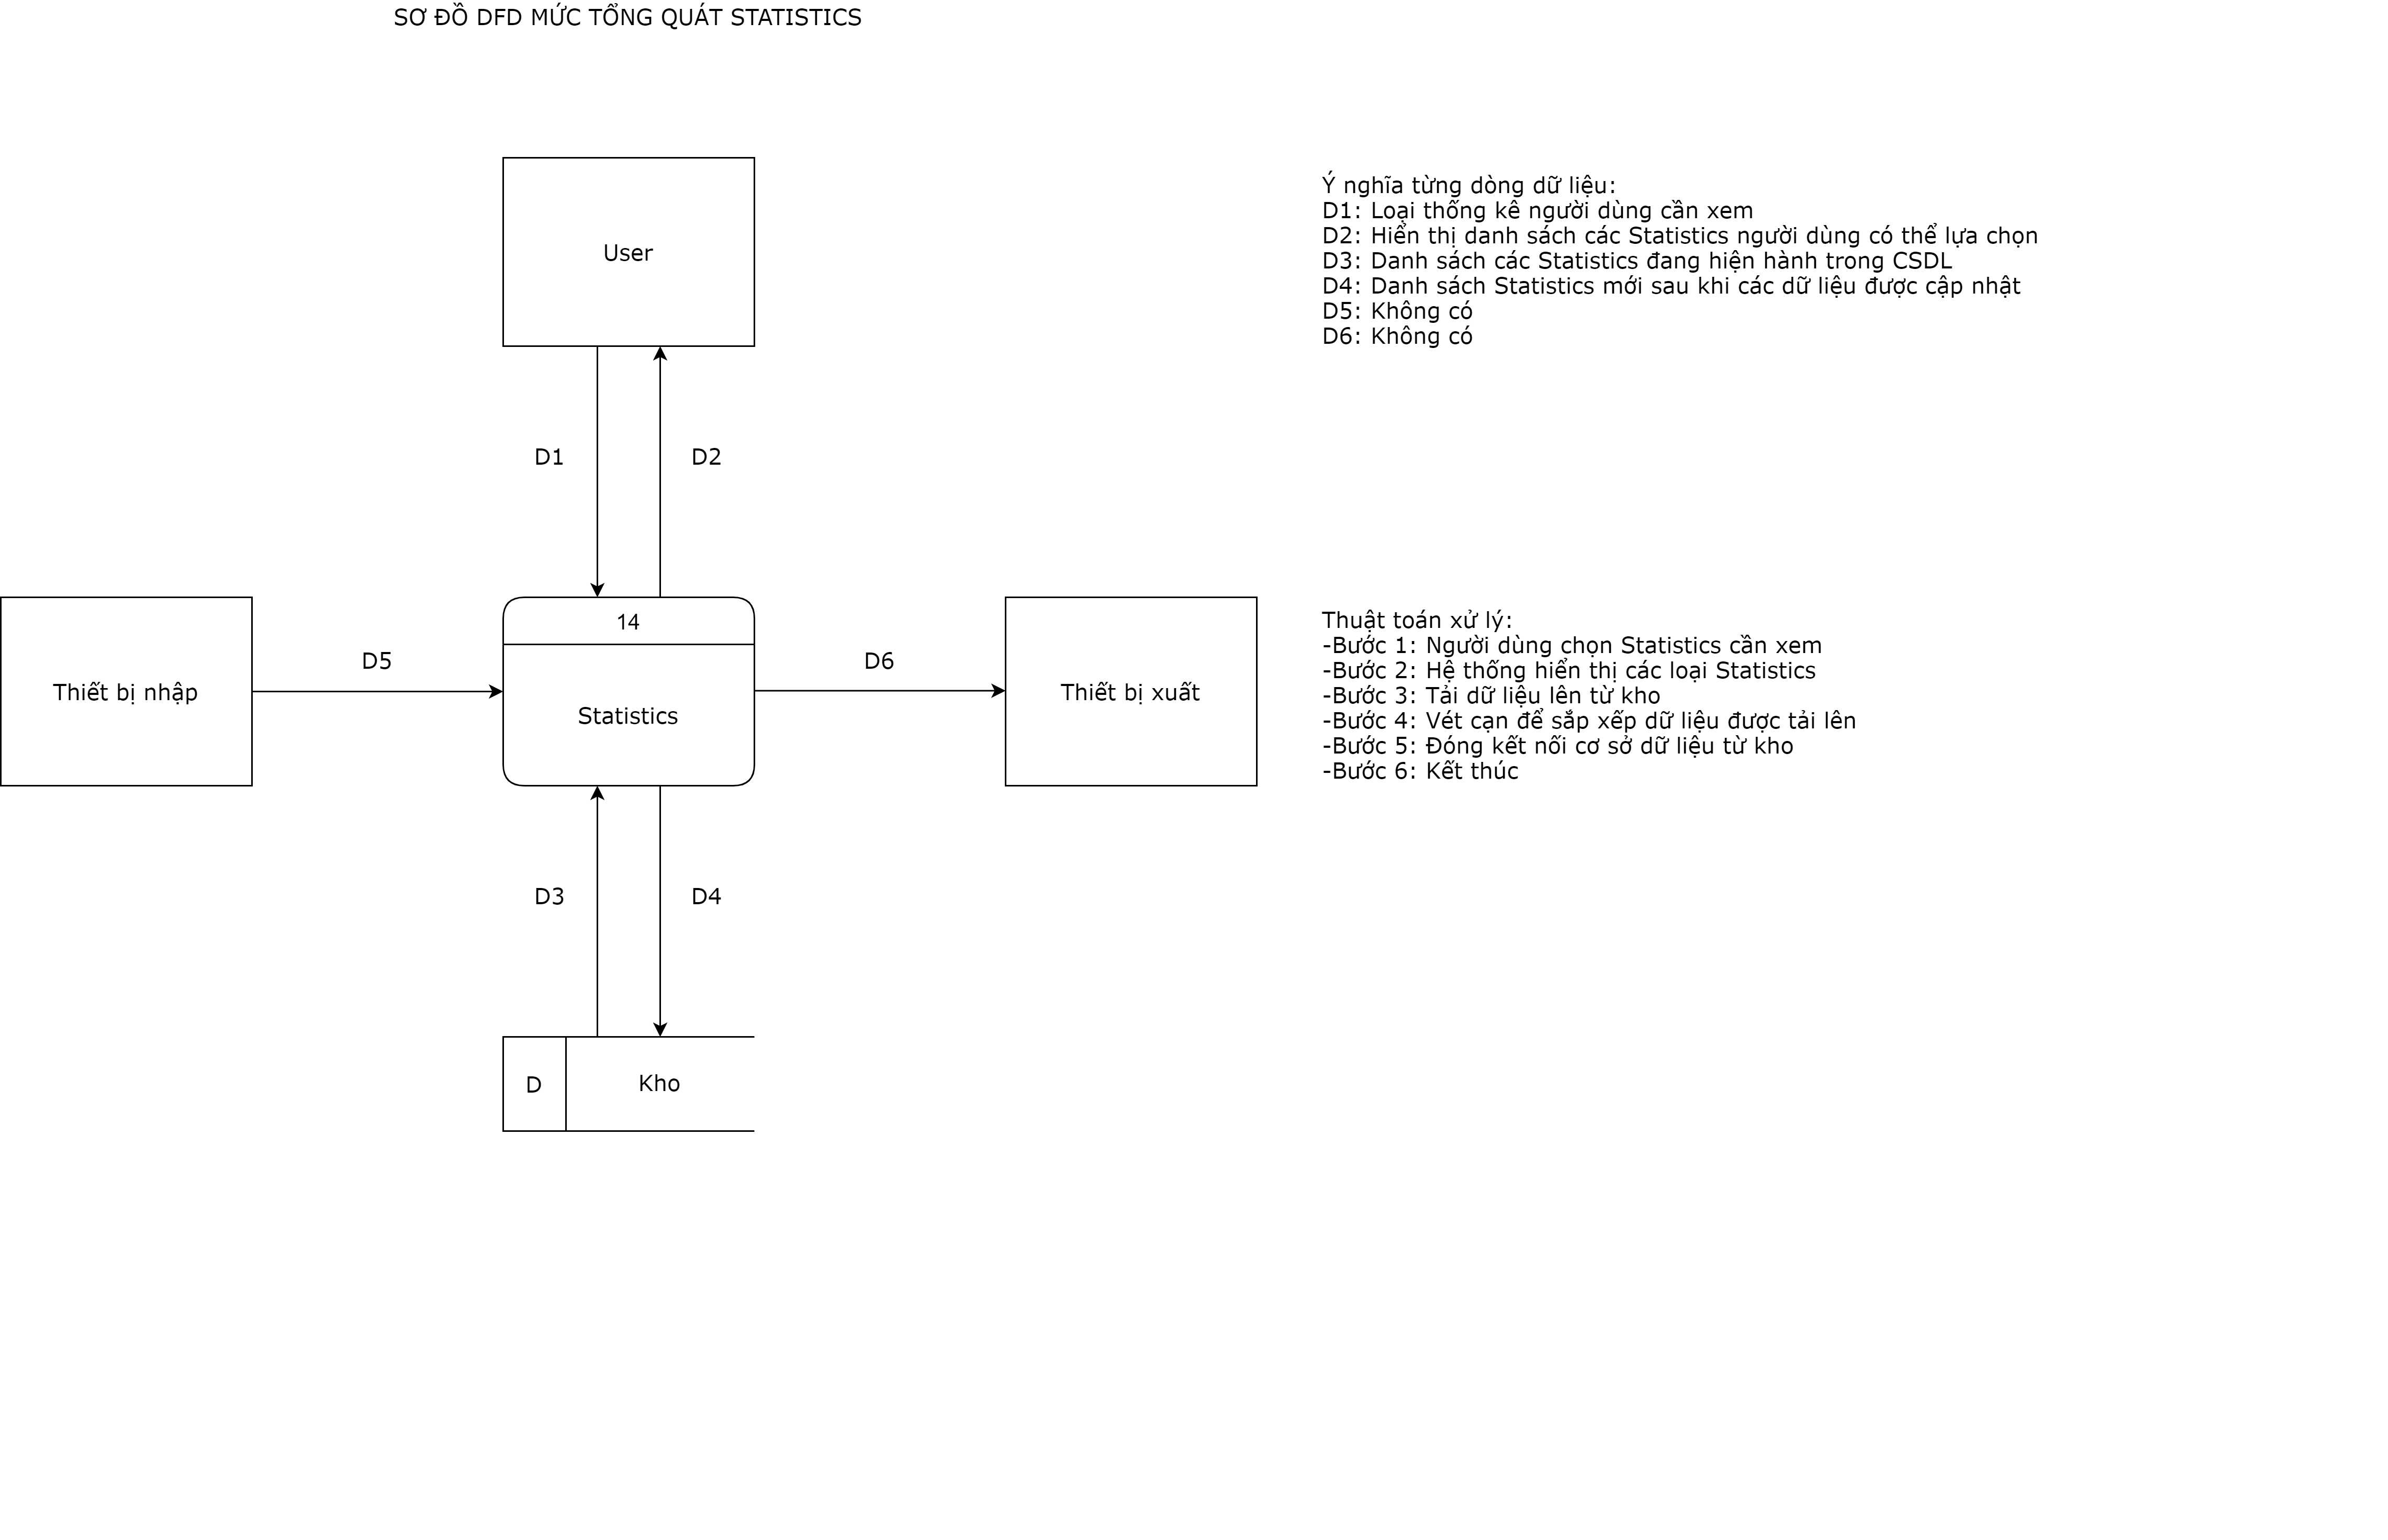 SƠ ĐỒ DFD MỨC TỔNG QUÁT STATISTICS
User
Ý nghĩa từng dòng dữ liệu:
D1: Loại thống kê người dùng cần xem
D2: Hiển thị danh sách các Statistics người dùng có thể lựa chọn
D3: Danh sách các Statistics đang hiện hành trong CSDL
D4: Danh sách Statistics mới sau khi các dữ liệu được cập nhật
D5: Không có
D6: Không có
D1
D2
Thiết bị nhập
D5
14
Statistics
D6
Thiết bị xuất
Thuật toán xử lý:
-Bước 1: Người dùng chọn Statistics cần xem
-Bước 2: Hệ thống hiển thị các loại Statistics
-Bước 3: Tải dữ liệu lên từ kho
-Bước 4: Vét cạn để sắp xếp dữ liệu được tải lên
-Bước 5: Đóng kết nối cơ sở dữ liệu từ kho
-Bước 6: Kết thúc
D3
D4
D
Kho